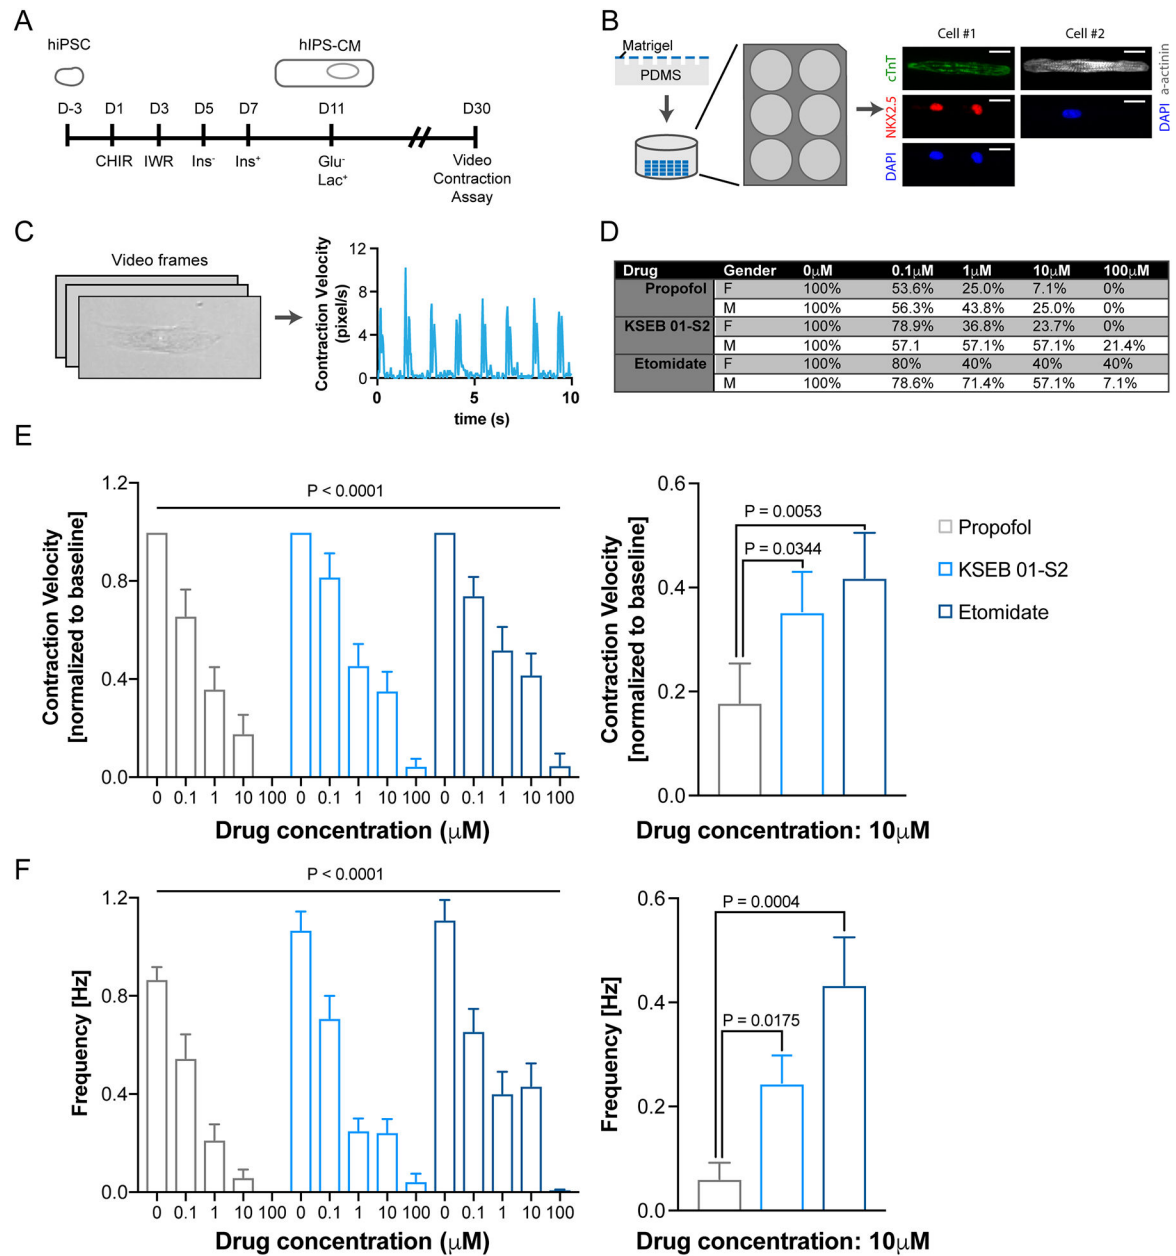 A
hiPSC
hIPS-CM
D-3 D1 D3 D5 D7 D11 D30
CHIR IWR Ins⁻ Ins⁺ Glu⁻ Video
Lac⁺ Contraction
Assay
B
Matrigel
PDMS
Cell #1 Cell #2
cTnT
a-actinin
NKX2.5
DAPI
DAPI
C
Video frames
Contraction Velocity
(pixel/s)
12
8
4
0
0 5 10
time (s)
D
Drug Gender 0µM 0.1µM 1µM 10µM 100µM
Propofol F 100% 53.6% 25.0% 7.1% 0%
M 100% 56.3% 43.8% 25.0% 0%
KSEB 01-S2 F 100% 78.9% 36.8% 23.7% 0%
M 100% 57.1 57.1% 57.1% 21.4%
Etomidate F 100% 80% 40% 40% 40%
M 100% 78.6% 71.4% 57.1% 7.1%
E
Contraction Velocity
[normalized to baseline]
1.2
0.8
0.4
0.0
P < 0.0001
0 0.1 1 10 100 0 0.1 1 10 100 0 0.1 1 10 100
Drug concentration (µM)
Contraction Velocity
[normalized to baseline]
0.6
0.4
0.2
0.0
P = 0.0053
P = 0.0344
Drug concentration: 10µM
Propofol
KSEB 01-S2
Etomidate
F
Frequency [Hz]
1.2
0.8
0.4
0.0
P < 0.0001
0 0.1 1 10 100 0 0.1 1 10 100 0 0.1 1 10 100
Drug concentration (µM)
Frequency [Hz]
0.6
0.4
0.2
0.0
P = 0.0004
P = 0.0175
Drug concentration: 10µM